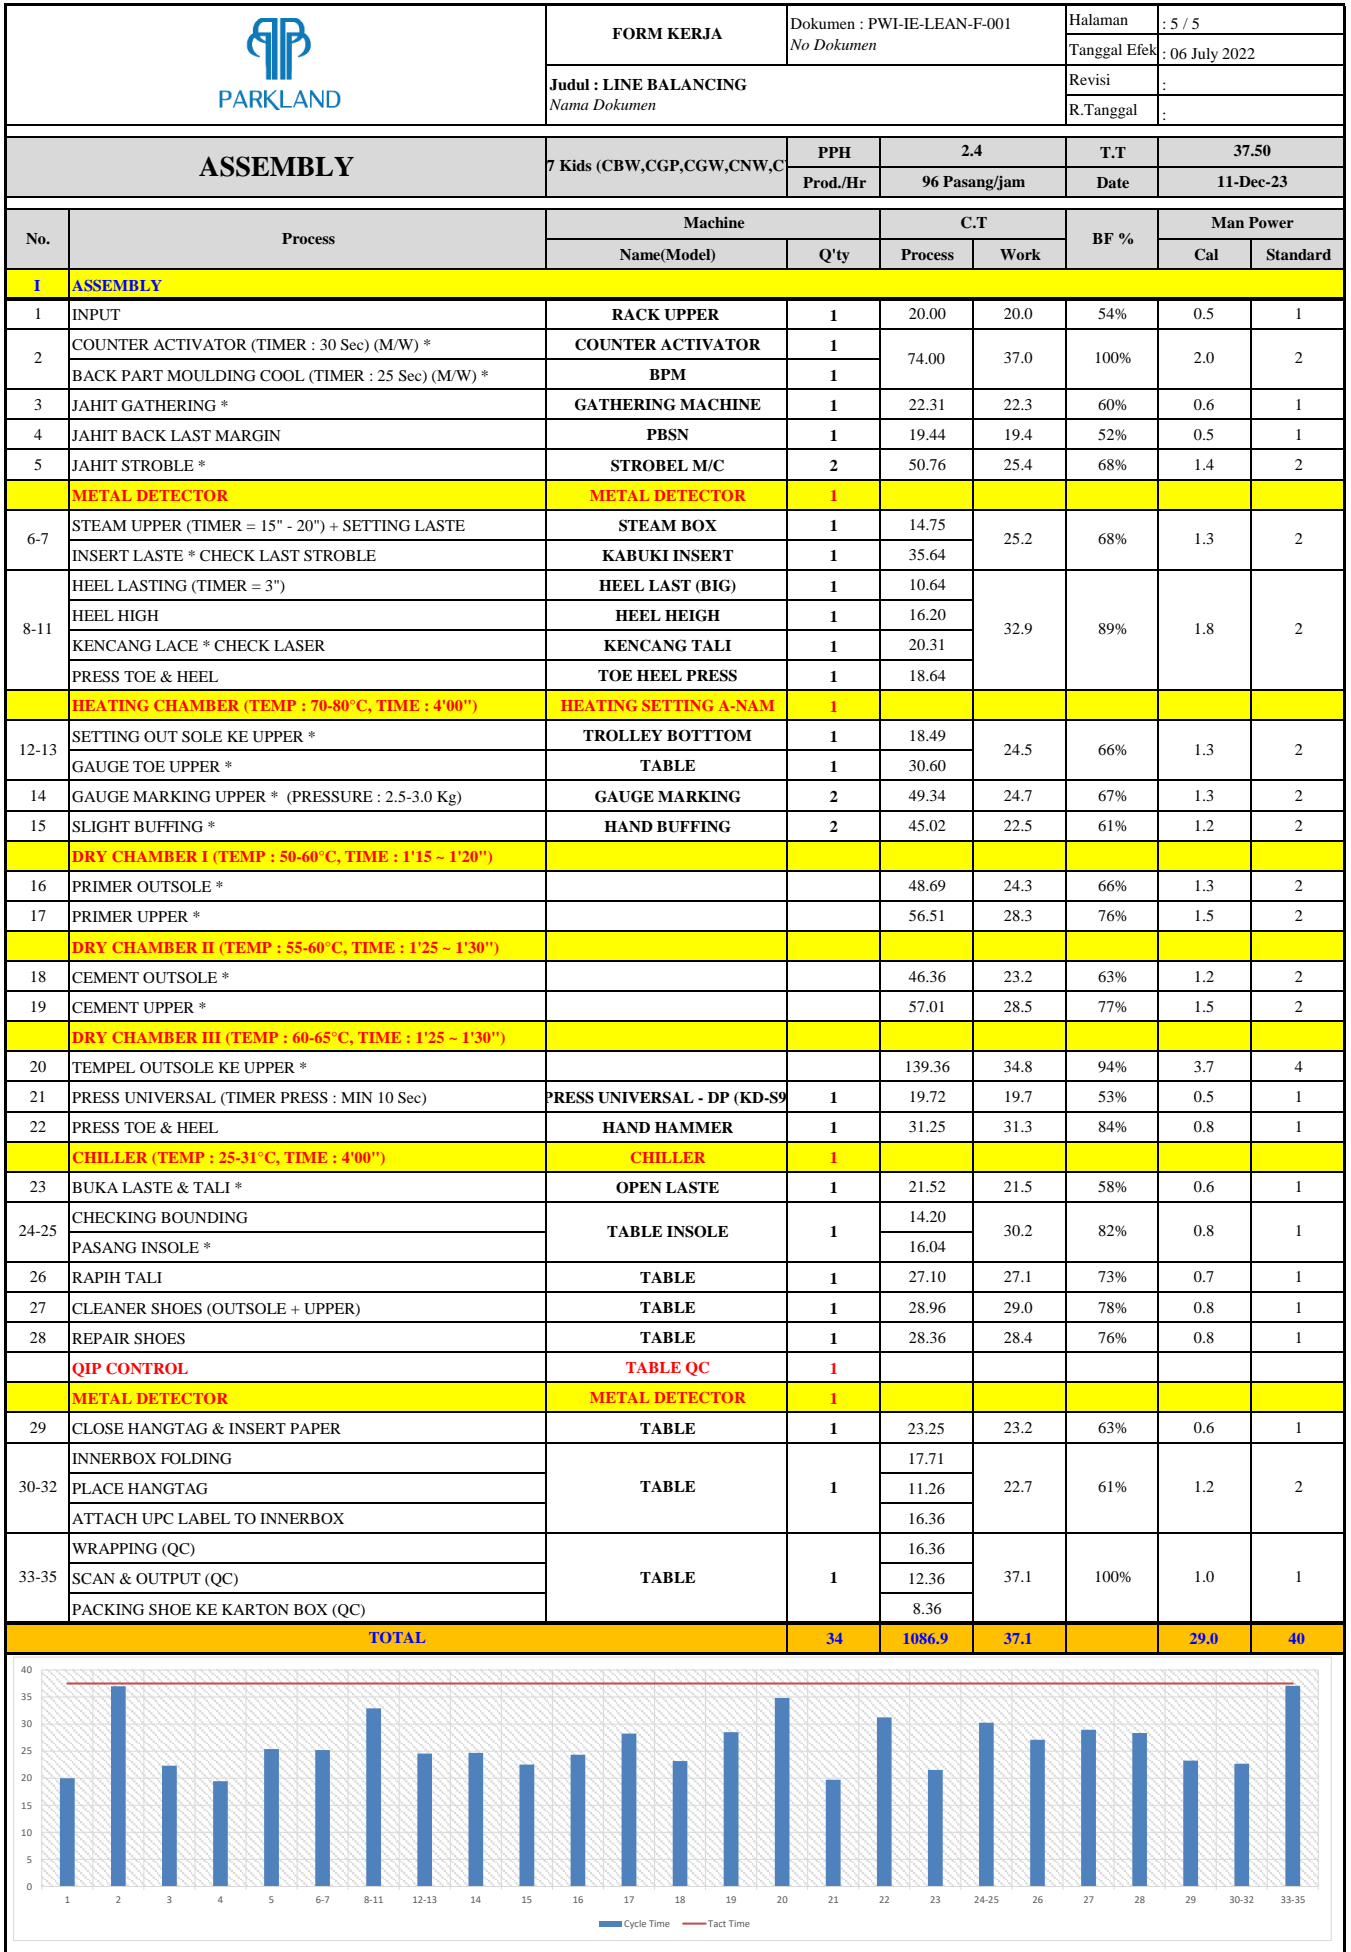 PARKLAND
FORM KERJA
Dokumen : PWI-IE-LEAN-F-001
No Dokumen
Halaman : 5 / 5
Tanggal Efek : 06 July 2022
Judul : LINE BALANCING
Nama Dokumen
Revisi :
R.Tanggal :
ASSEMBLY 7 Kids (CBW,CGP,CGW,CNW,C PPH 2.4 T.T 37.50
Prod./Hr 96 Pasang/jam Date 11-Dec-23
No. Process Machine C.T BF % Man Power
Name(Model) Q'ty Process Work Cal Standard
I ASSEMBLY
1 INPUT RACK UPPER 1 20.00 20.0 54% 0.5 1
2 COUNTER ACTIVATOR (TIMER : 30 Sec) (M/W) * COUNTER ACTIVATOR 1 74.00 37.0 100% 2.0 2
BACK PART MOULDING COOL (TIMER : 25 Sec) (M/W) * BPM 1
3 JAHIT GATHERING * GATHERING MACHINE 1 22.31 22.3 60% 0.6 1
4 JAHIT BACK LAST MARGIN PBSN 1 19.44 19.4 52% 0.5 1
5 JAHIT STROBLE * STROBEL M/C 2 50.76 25.4 68% 1.4 2
METAL DETECTOR METAL DETECTOR 1
6-7 STEAM UPPER (TIMER = 15" - 20") + SETTING LASTE STEAM BOX 1 14.75 25.2 68% 1.3 2
INSERT LASTE * CHECK LAST STROBLE KABUKI INSERT 1 35.64
8-11 HEEL LASTING (TIMER = 3") HEEL LAST (BIG) 1 10.64 32.9 89% 1.8 2
HEEL HIGH HEEL HEIGH 1 16.20
KENCANG LACE * CHECK LASER KENCANG TALI 1 20.31
PRESS TOE & HEEL TOE HEEL PRESS 1 18.64
HEATING CHAMBER (TEMP : 70-80°C, TIME : 4'00") HEATING SETTING A-NAM 1
12-13 SETTING OUT SOLE KE UPPER * TROLLEY BOTTTOM 1 18.49 24.5 66% 1.3 2
GAUGE TOE UPPER * TABLE 1 30.60
14 GAUGE MARKING UPPER * (PRESSURE : 2.5-3.0 Kg) GAUGE MARKING 2 49.34 24.7 67% 1.3 2
15 SLIGHT BUFFING * HAND BUFFING 2 45.02 22.5 61% 1.2 2
DRY CHAMBER I (TEMP : 50-60°C, TIME : 1'15 ~ 1'20")
16 PRIMER OUTSOLE * 48.69 24.3 66% 1.3 2
17 PRIMER UPPER * 56.51 28.3 76% 1.5 2
DRY CHAMBER II (TEMP : 55-60°C, TIME : 1'25 ~ 1'30")
18 CEMENT OUTSOLE * 46.36 23.2 63% 1.2 2
19 CEMENT UPPER * 57.01 28.5 77% 1.5 2
DRY CHAMBER III (TEMP : 60-65°C, TIME : 1'25 ~ 1'30")
20 TEMPEL OUTSOLE KE UPPER * 139.36 34.8 94% 3.7 4
21 PRESS UNIVERSAL (TIMER PRESS : MIN 10 Sec) PRESS UNIVERSAL - DP (KD-S9 1 19.72 19.7 53% 0.5 1
22 PRESS TOE & HEEL HAND HAMMER 1 31.25 31.3 84% 0.8 1
CHILLER (TEMP : 25-31°C, TIME : 4'00") CHILLER 1
23 BUKA LASTE & TALI * OPEN LASTE 1 21.52 21.5 58% 0.6 1
24-25 CHECKING BOUNDING TABLE INSOLE 1 14.20 30.2 82% 0.8 1
PASANG INSOLE * 16.04
26 RAPIH TALI TABLE 1 27.10 27.1 73% 0.7 1
27 CLEANER SHOES (OUTSOLE + UPPER) TABLE 1 28.96 29.0 78% 0.8 1
28 REPAIR SHOES TABLE 1 28.36 28.4 76% 0.8 1
QIP CONTROL TABLE QC 1
METAL DETECTOR METAL DETECTOR 1
29 CLOSE HANGTAG & INSERT PAPER TABLE 1 23.25 23.2 63% 0.6 1
30-32 INNERBOX FOLDING TABLE 1 17.71 22.7 61% 1.2 2
PLACE HANGTAG 11.26
ATTACH UPC LABEL TO INNERBOX 16.36
33-35 WRAPPING (QC) TABLE 1 16.36 37.1 100% 1.0 1
SCAN & OUTPUT (QC) 12.36
PACKING SHOE KE KARTON BOX (QC) 8.36
TOTAL 34 1086.9 37.1 29.0 40
40
35
30
25
20
15
10
5
0
1 2 3 4 5 6-7 8-11 12-13 14 15 16 17 18 19 20 21 22 23 24-25 26 27 28 29 30-32 33-35
Cycle Time Tact Time